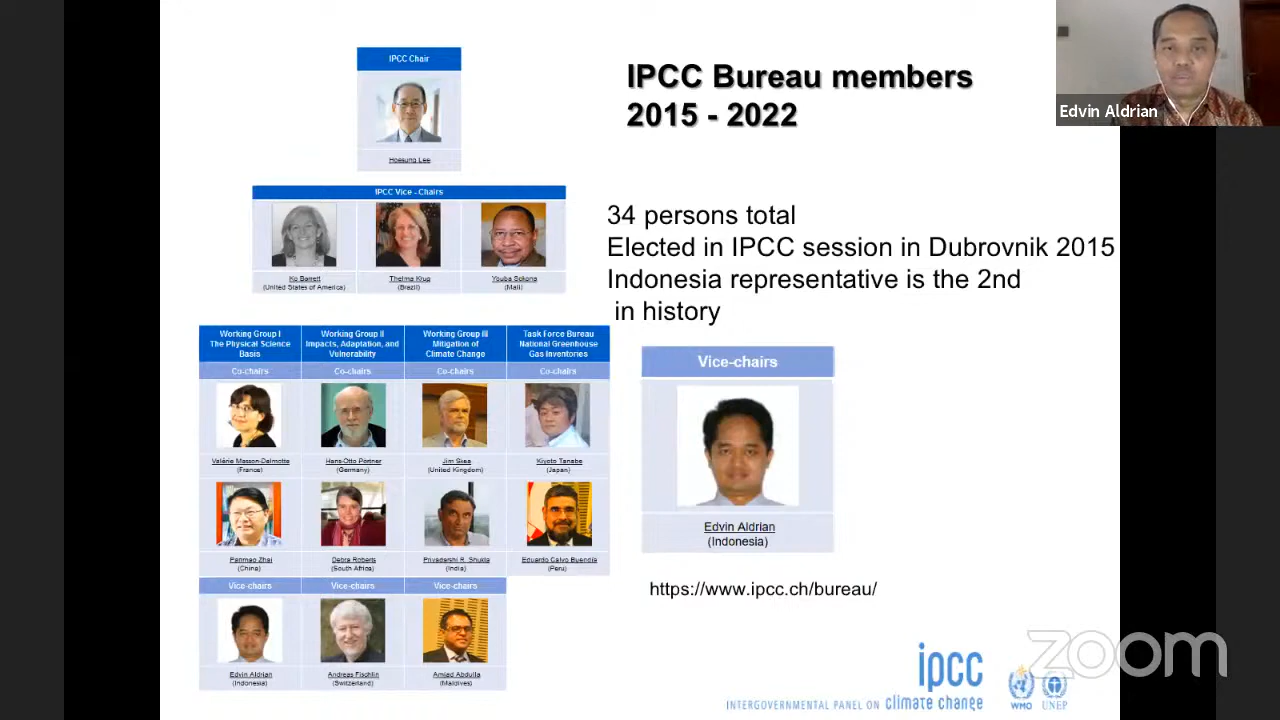 IPCC Chair
Hoesung Lee
IPCC Bureau members
2015 - 2022
Edvin Aldrian
IPCC Vice - Chairs
Ko Barrett
(United States of America)
Thelma Krug
(Brazil)
Youba Sokona
(Mali)
34 persons total
Elected in IPCC session in Dubrovnik 2015
Indonesia representative is the 2nd
in history
Working Group I
The Physical Science
Basis
Co-chairs
Valérie Masson-Delmotte
(France)
Panmao Zhai
(China)
Vice-chairs
Edvin Aldrian
(Indonesia)
Working Group II
Impacts, Adaptation, and
Vulnerability
Co-chairs
Hans-Otto Pörtner
(Germany)
Debra Roberts
(South Africa)
Vice-chairs
Andreas Fischlin
(Switzerland)
Working Group III
Mitigation of
Climate Change
Co-chairs
Jim Skea
(United Kingdom)
Priyadarshi R. Shukla
(India)
Vice-chairs
Amjad Abdulla
(Maldives)
Task Force Bureau
National Greenhouse
Gas Inventories
Co-chairs
Kiyoto Tanabe
(Japan)
Eduardo Calvo Buendía
(Peru)
Vice-chairs
Edvin Aldrian
(Indonesia)
https://www.ipcc.ch/bureau/
ipcc
INTERGOVERNMENTAL PANEL ON climate change
WMO
UNEP
zoom